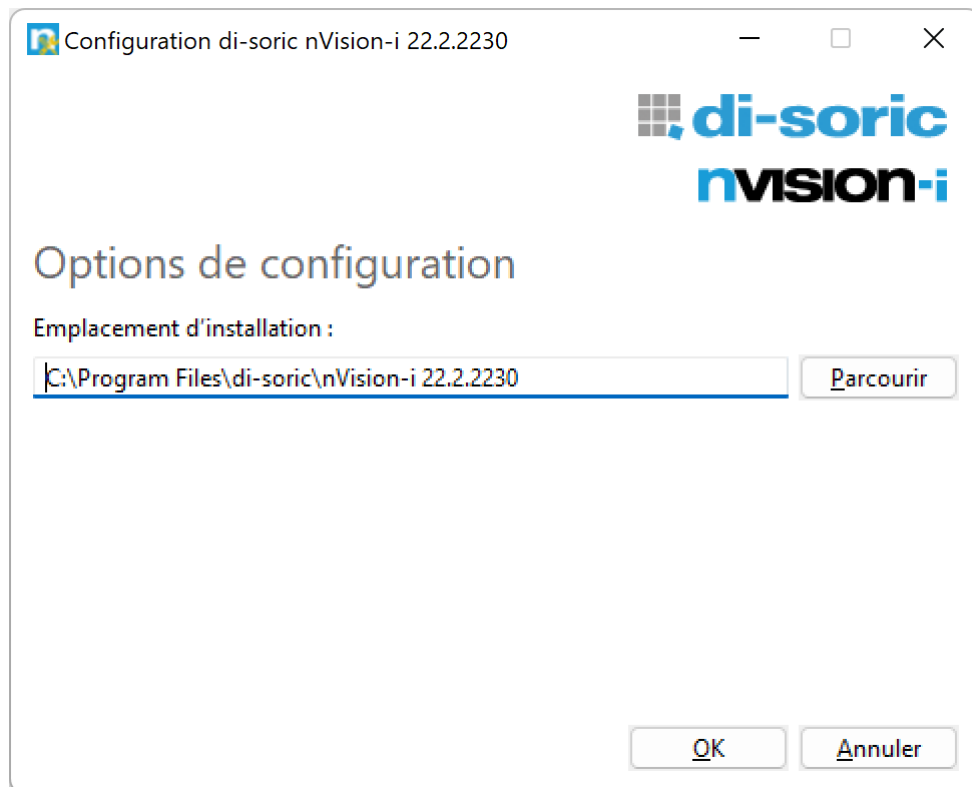 Configuration di-soric nVision-i 22.2.2230
di-soric
nvision-i
Options de configuration
Emplacement d'installation :
C:\Program Files\di-soric\nVision-i 22.2.2230
Parcourir
OK
Annuler